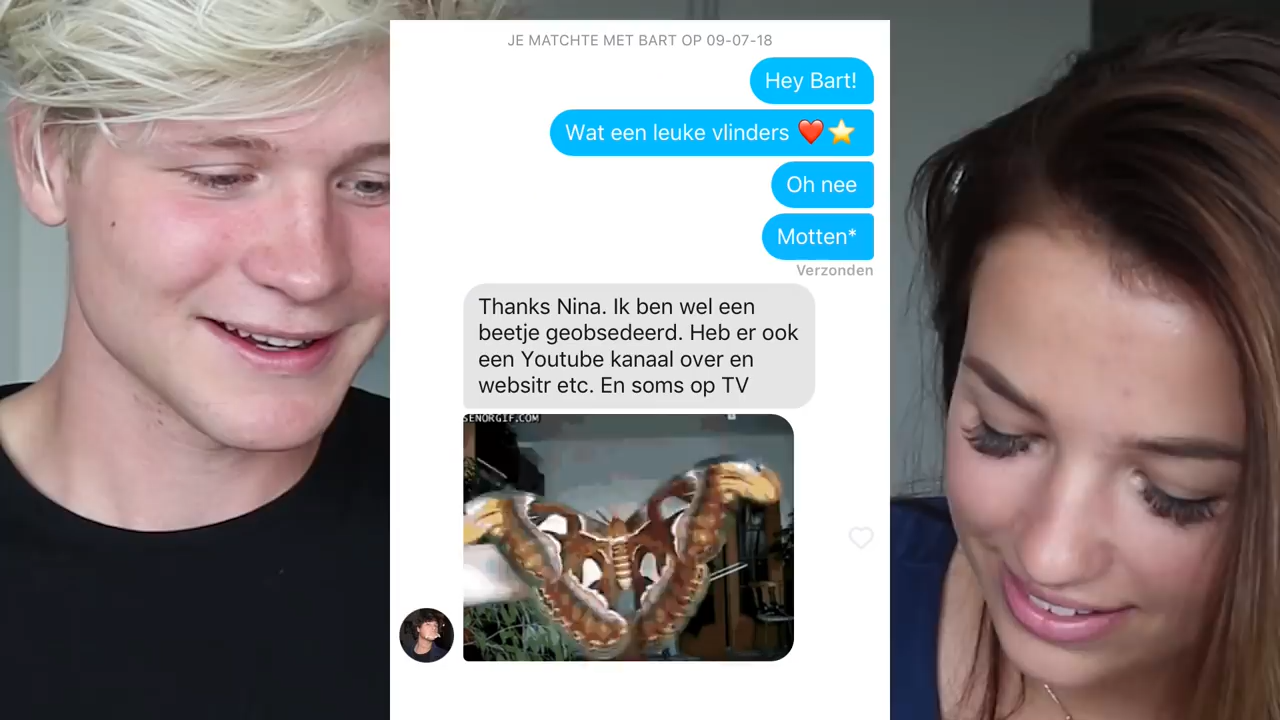 JE MATCHTE MET BART OP 09-07-18
Hey Bart!
Wat een leuke vlinders ❤️⭐
Oh nee
Motten*
Verzonden
Thanks Nina. Ik ben wel een
beetje geobsedeerd. Heb er ook
een Youtube kanaal over en
websitr etc. En soms op TV
SENORGIF.COM